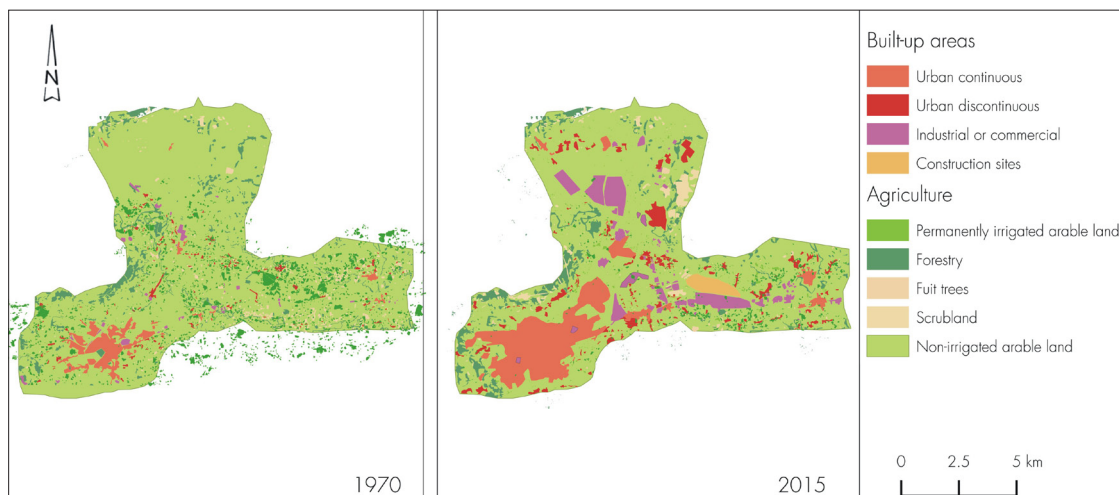 N
1970
2015
Built-up areas
Urban continuous
Urban discontinuous
Industrial or commercial
Construction sites
Agriculture
Permanently irrigated arable land
Forestry
Fuit trees
Scrubland
Non-irrigated arable land
0 2.5 5 km